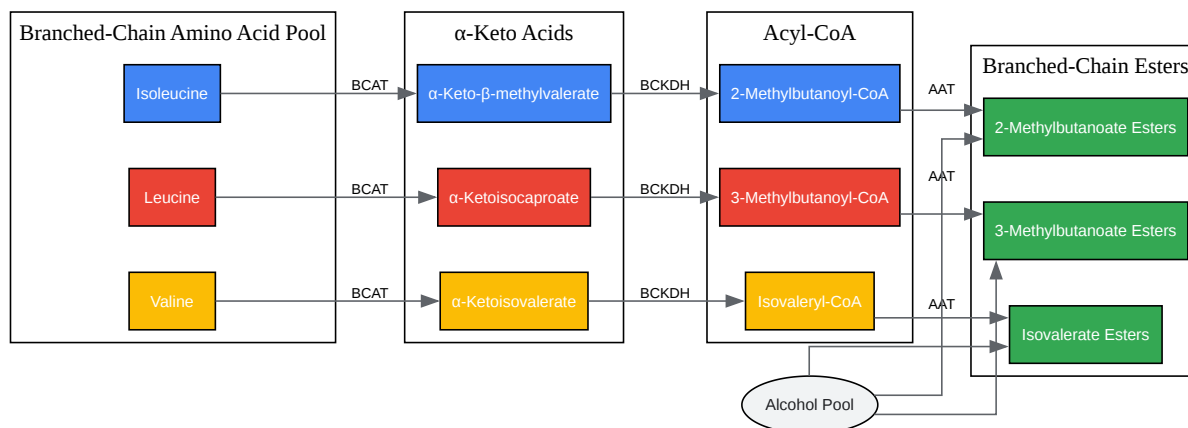 Branched-Chain Amino Acid Pool
α-Keto Acids
Acyl-CoA
Branched-Chain Esters
Isoleucine
BCAT
α-Keto-β-methylvalerate
BCKDH
2-Methylbutanoyl-CoA
AAT
2-Methylbutanoate Esters
Leucine
BCAT
α-Ketoisocaproate
BCKDH
3-Methylbutanoyl-CoA
AAT
3-Methylbutanoate Esters
Valine
BCAT
α-Ketoisovalerate
BCKDH
Isovaleryl-CoA
AAT
Isovalerate Esters
Alcohol Pool